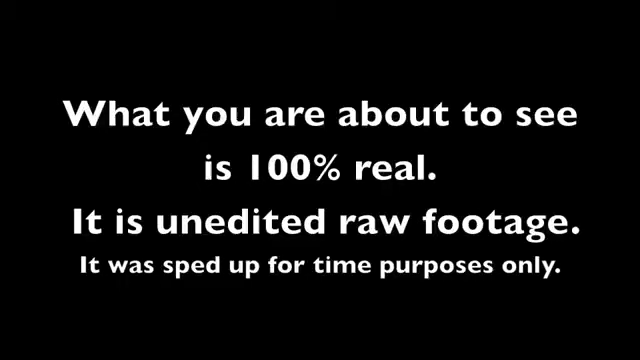 What you are about to see
is 100% real.
It is unedited raw footage.
It was sped up for time purposes only.